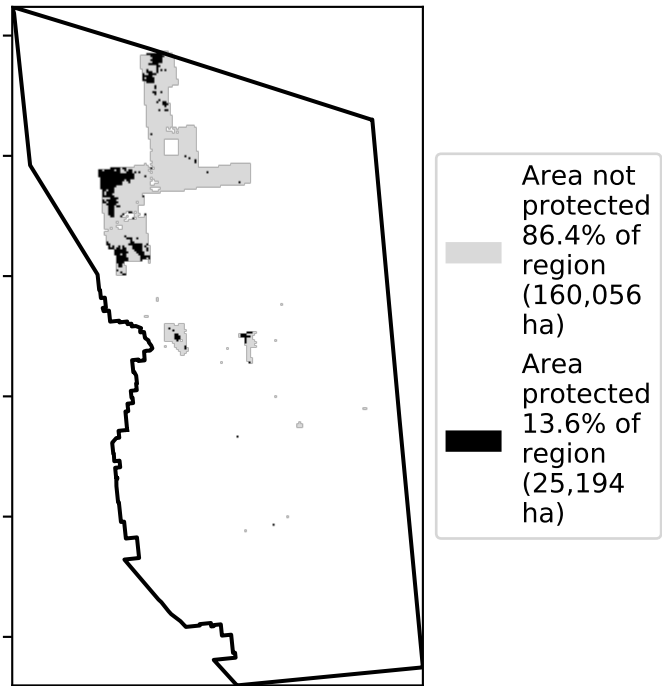 Area not
protected
86.4% of
region
(160,056
ha)
Area
protected
13.6% of
region
(25,194
ha)